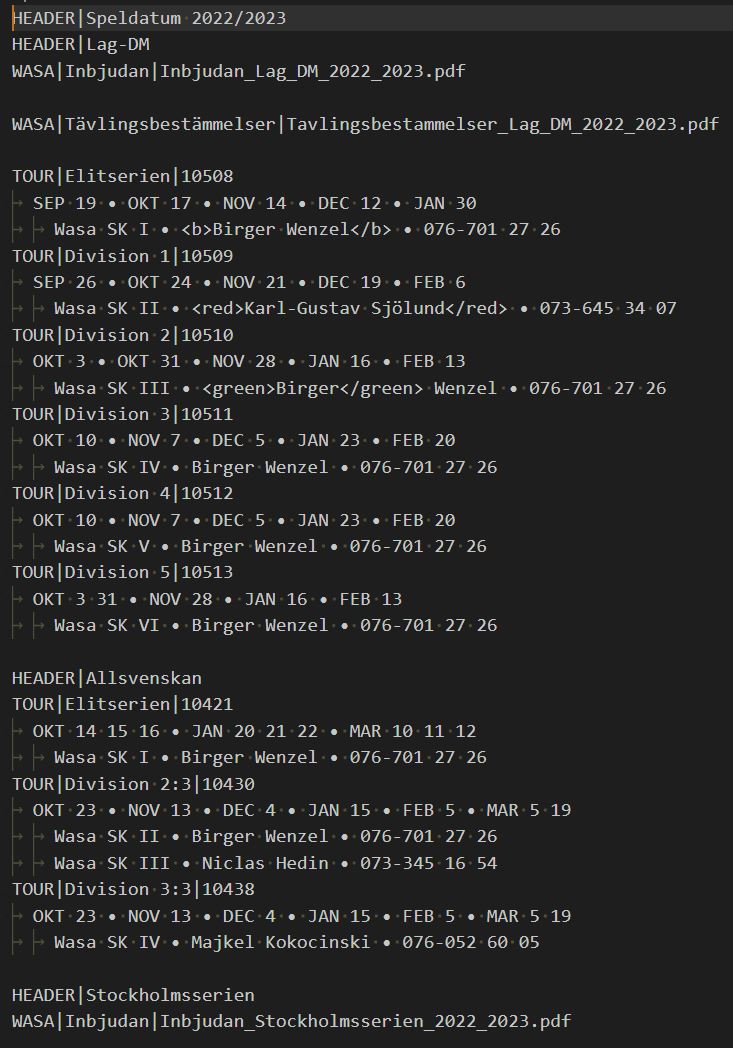 HEADER|Speldatum 2022/2023
HEADER|Lag-DM
WASA|Inbjudan|Inbjudan_Lag_DM_2022_2023.pdf
WASA|Tävlingsbestämmelser|Tavlingsbestammelser_Lag_DM_2022_2023.pdf
TOUR|Elitserien|10508
SEP 19 • OKT 17 • NOV 14 • DEC 12 • JAN 30
Wasa SK I • <b>Birger Wenzel</b> • 076-701 27 26
TOUR|Division 1|10509
SEP 26 • OKT 24 • NOV 21 • DEC 19 • FEB 6
Wasa SK II • <red>Karl-Gustav Sjölund</red> • 073-645 34 07
TOUR|Division 2|10510
OKT 3 • OKT 31 • NOV 28 • JAN 16 • FEB 13
Wasa SK III • <green>Birger</green> Wenzel • 076-701 27 26
TOUR|Division 3|10511
OKT 10 • NOV 7 • DEC 5 • JAN 23 • FEB 20
Wasa SK IV • Birger Wenzel • 076-701 27 26
TOUR|Division 4|10512
OKT 10 • NOV 7 • DEC 5 • JAN 23 • FEB 20
Wasa SK V • Birger Wenzel • 076-701 27 26
TOUR|Division 5|10513
OKT 3 31 • NOV 28 • JAN 16 • FEB 13
Wasa SK VI • Birger Wenzel • 076-701 27 26
HEADER|Allsvenskan
TOUR|Elitserien|10421
OKT 14 15 16 • JAN 20 21 22 • MAR 10 11 12
Wasa SK I • Birger Wenzel • 076-701 27 26
TOUR|Division 2:3|10430
OKT 23 • NOV 13 • DEC 4 • JAN 15 • FEB 5 • MAR 5 19
Wasa SK II • Birger Wenzel • 076-701 27 26
Wasa SK III • Niclas Hedin • 073-345 16 54
TOUR|Division 3:3|10438
OKT 23 • NOV 13 • DEC 4 • JAN 15 • FEB 5 • MAR 5 19
Wasa SK IV • Majkel Kokocinski • 076-052 60 05
HEADER|Stockholmsserien
WASA|Inbjudan|Inbjudan_Stockholmsserien_2022_2023.pdf